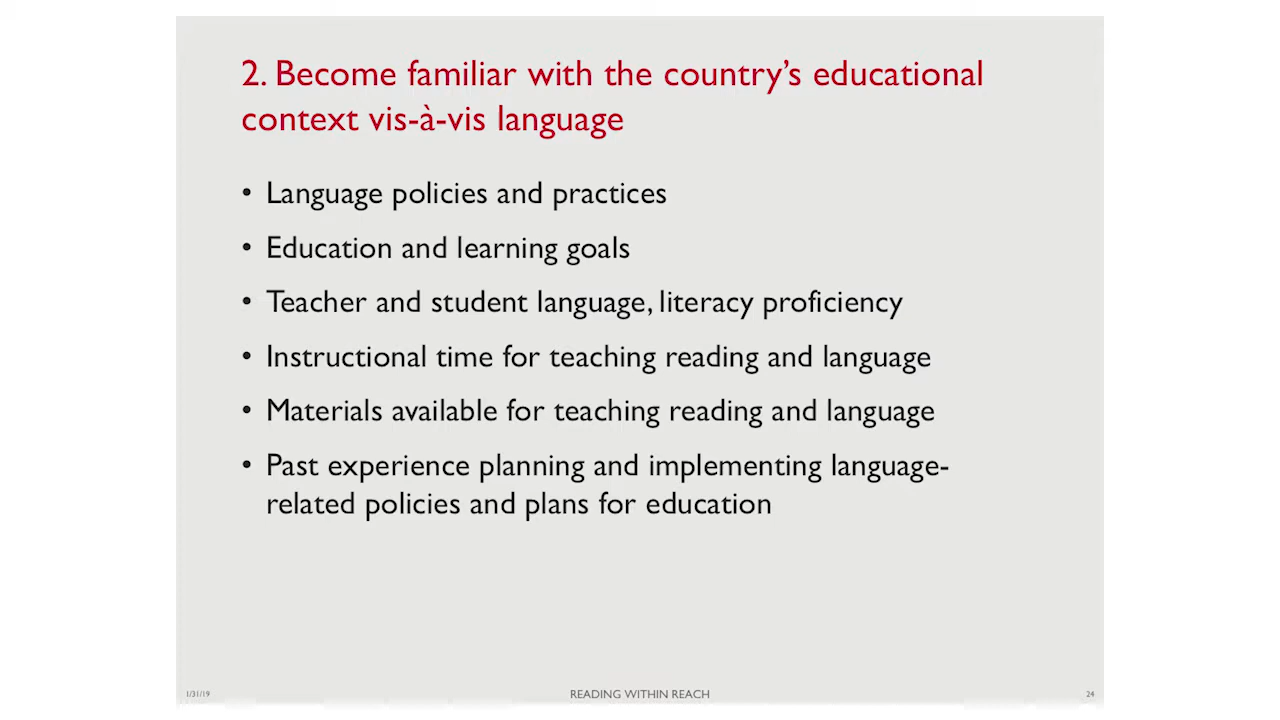 2. Become familiar with the country’s educational
context vis-à-vis language
• Language policies and practices
• Education and learning goals
• Teacher and student language, literacy proficiency
• Instructional time for teaching reading and language
• Materials available for teaching reading and language
• Past experience planning and implementing language-
related policies and plans for education
1/31/19
READING WITHIN REACH
24